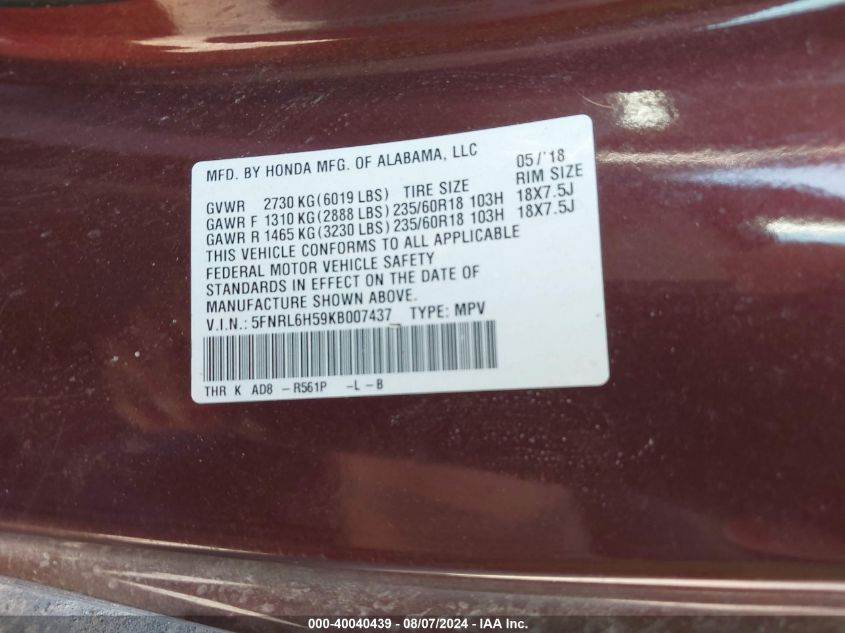 MFD. BY HONDA MFG. OF ALABAMA, LLC 05/'18
GVWR 2730 KG(6019 LBS) TIRE SIZE RIM SIZE
GAWR F 1310 KG(2888 LBS) 235/60R18 103H 18X7.5J
GAWR R 1465 KG(3230 LBS) 235/60R18 103H 18X7.5J
THIS VEHICLE CONFORMS TO ALL APPLICABLE
FEDERAL MOTOR VEHICLE SAFETY
STANDARDS IN EFFECT ON THE DATE OF
MANUFACTURE SHOWN ABOVE.
V.I.N.: 5FNRL6H59KB007437 TYPE: MPV
THR K AD8 -R561P -L-B
000-40040439 - 08/07/2024 - IAA Inc.